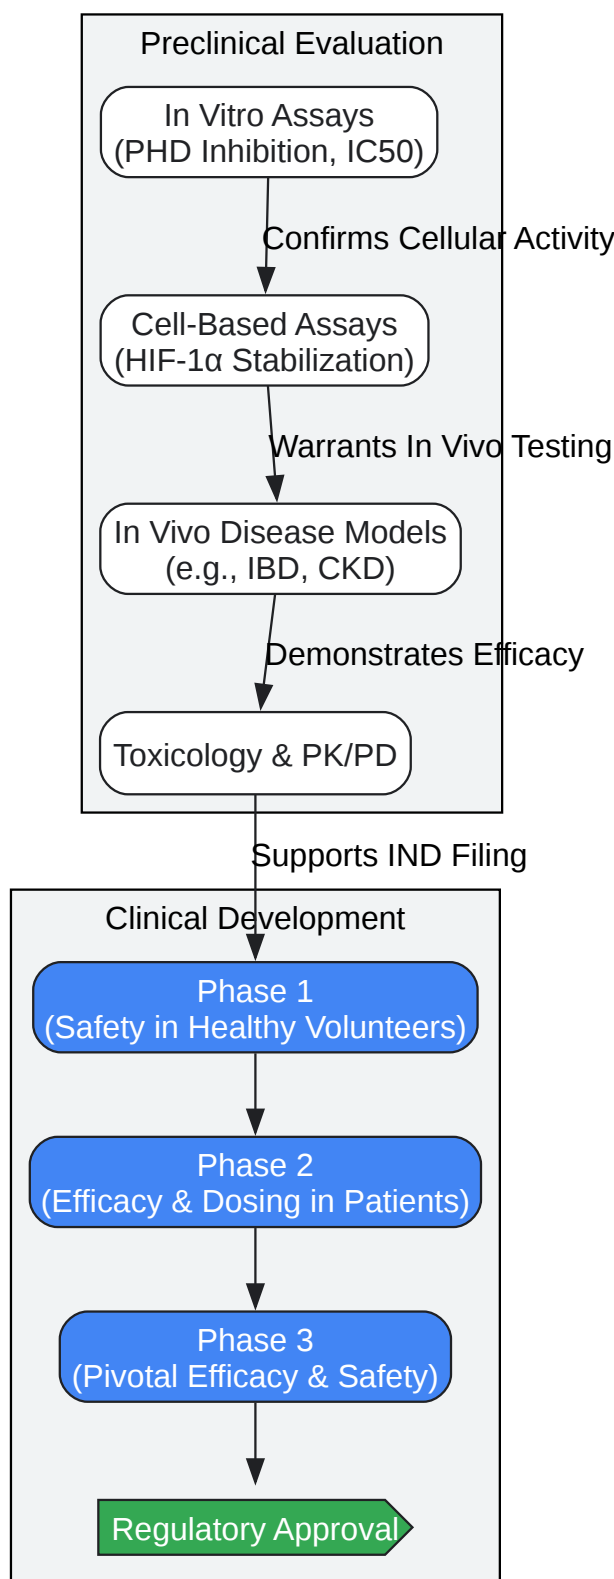 Preclinical Evaluation
In Vitro Assays
(PHD Inhibition, IC50)
Confirms Cellular Activity
Cell-Based Assays
(HIF-1α Stabilization)
Warrants In Vivo Testing
In Vivo Disease Models
(e.g., IBD, CKD)
Demonstrates Efficacy
Toxicology & PK/PD
Supports IND Filing
Clinical Development
Phase 1
(Safety in Healthy Volunteers)
Phase 2
(Efficacy & Dosing in Patients)
Phase 3
(Pivotal Efficacy & Safety)
Regulatory Approval